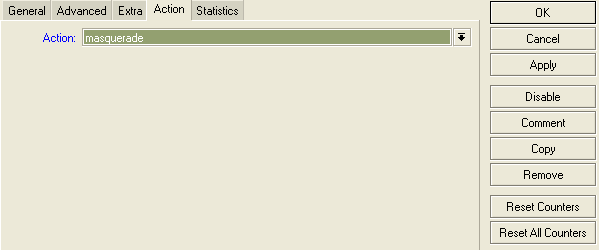 General Advanced Extra Action Statistics
Action: masquerade
OK
Cancel
Apply
Disable
Comment
Copy
Remove
Reset Counters
Reset All Counters